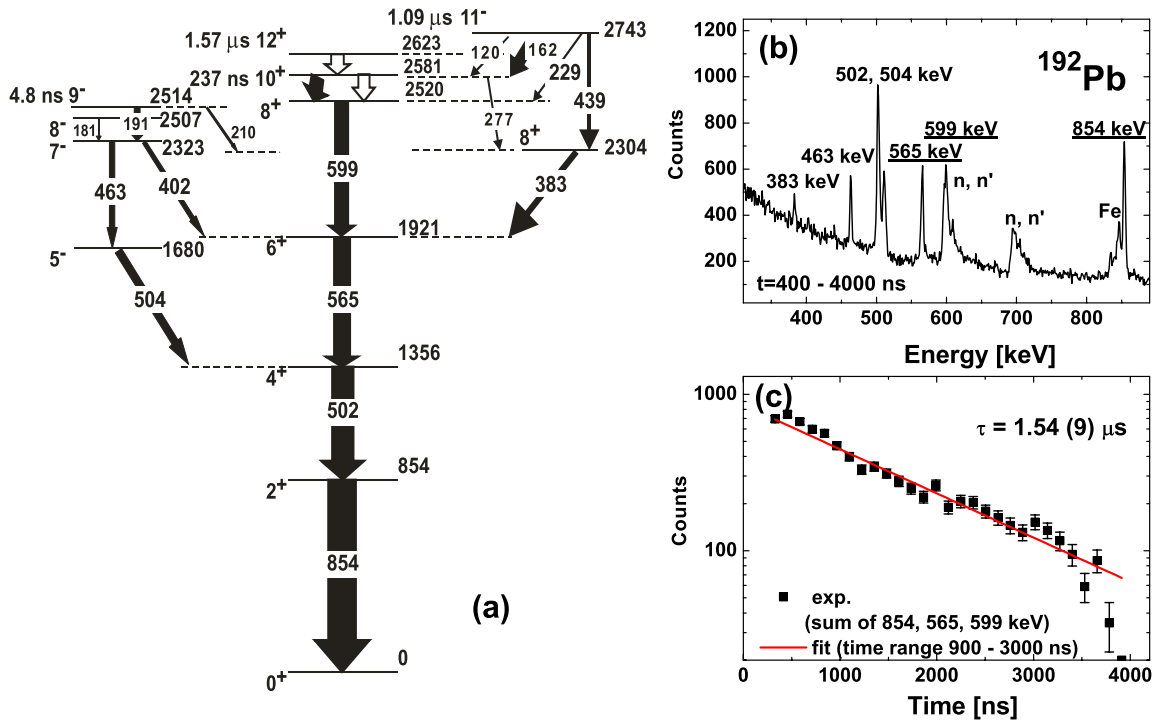 1.57 μs 12⁺
2623
1.09 μs 11⁻
2743
237 ns 10⁺
2581
120
162
8⁺
2520
229
4.8 ns 9⁻
2514
439
8⁻
181
191
2507
210
277
8⁺
7⁻
2323
2304
599
463
402
383
6⁺
1921
5⁻
1680
504
565
4⁺
1356
502
2⁺
854
854
(a)
0⁺
0
(b)
¹⁹²Pb
502, 504 keV
599 keV
854 keV
463 keV
565 keV
383 keV
n, n'
n, n'
Fe
t=400 - 4000 ns
1200
1000
800
600
400
200
Counts
400
500
600
700
800
Energy [keV]
(c)
τ = 1.54 (9) μs
1000
100
Counts
exp.
(sum of 854, 565, 599 keV)
fit (time range 900 - 3000 ns)
0
1000
2000
3000
4000
Time [ns]